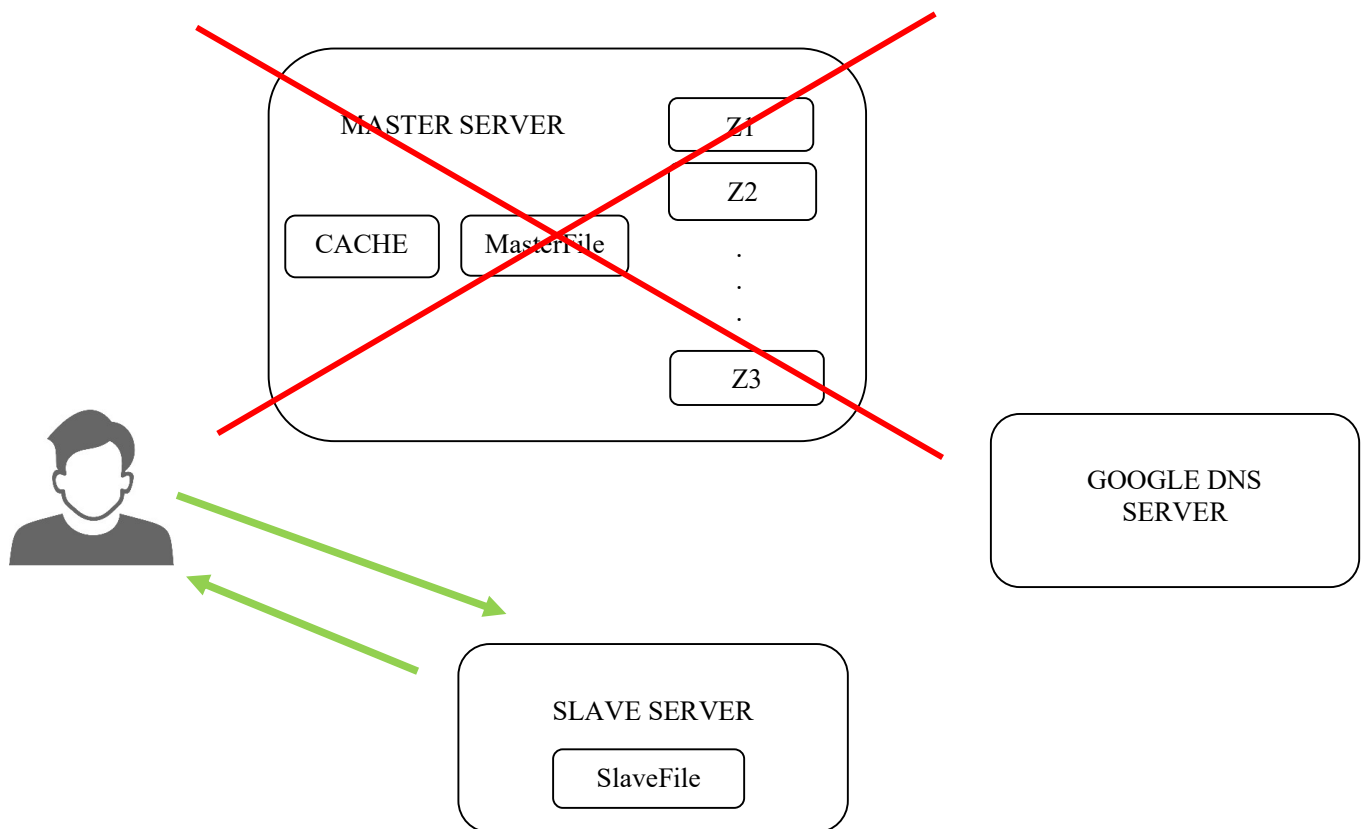 MASTER SERVER
Z1
Z2
CACHE
MasterFile
.
.
.
Z3
GOOGLE DNS
SERVER
SLAVE SERVER
SlaveFile